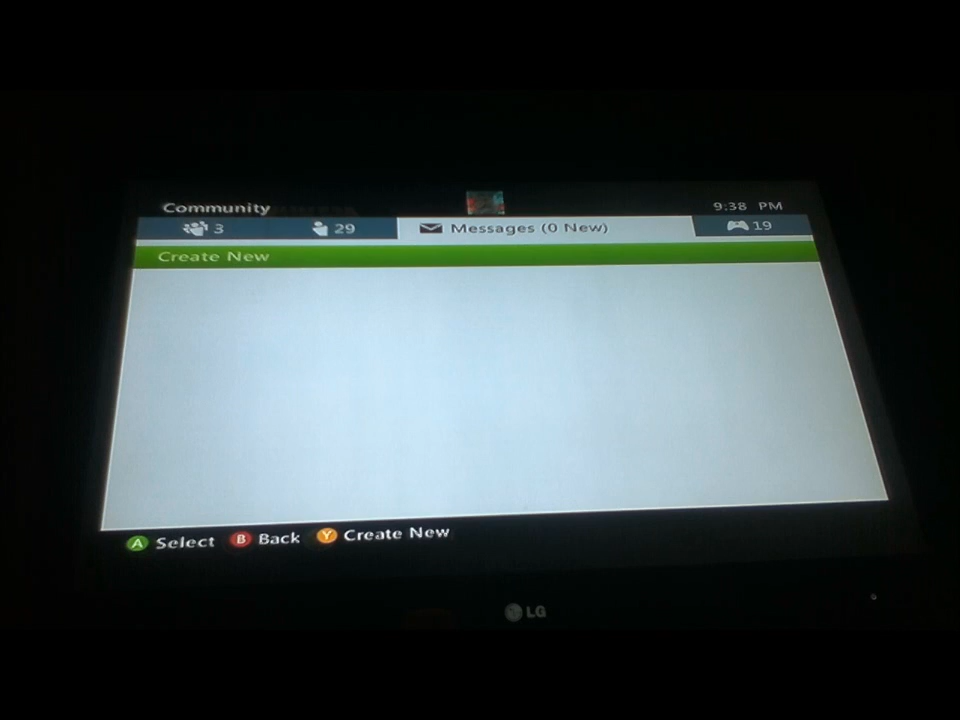 Community
9:38 PM
3
29
Messages (0 New)
19
Create New
A Select B Back Y Create New
LG